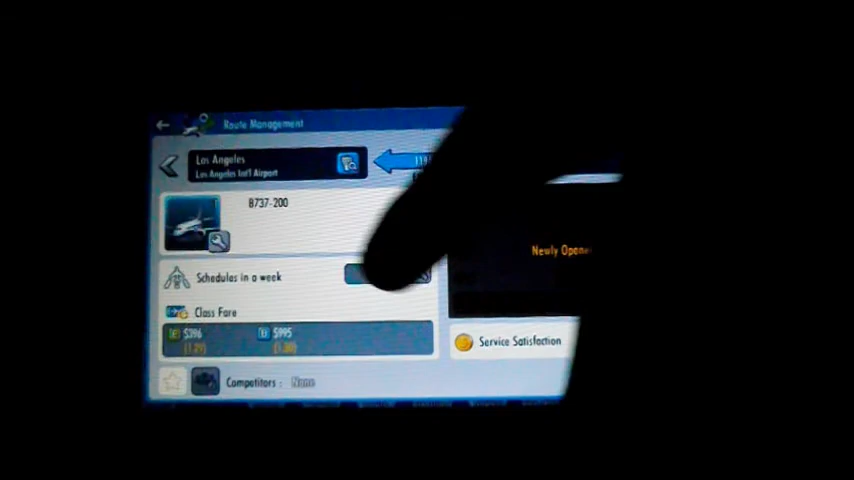 Route Management
Los Angeles
Los Angeles Int'l Airport
B737-200
Newly
Schedules in a week
Class Fare
$396
$995
Service Satisfaction
Competitors : None